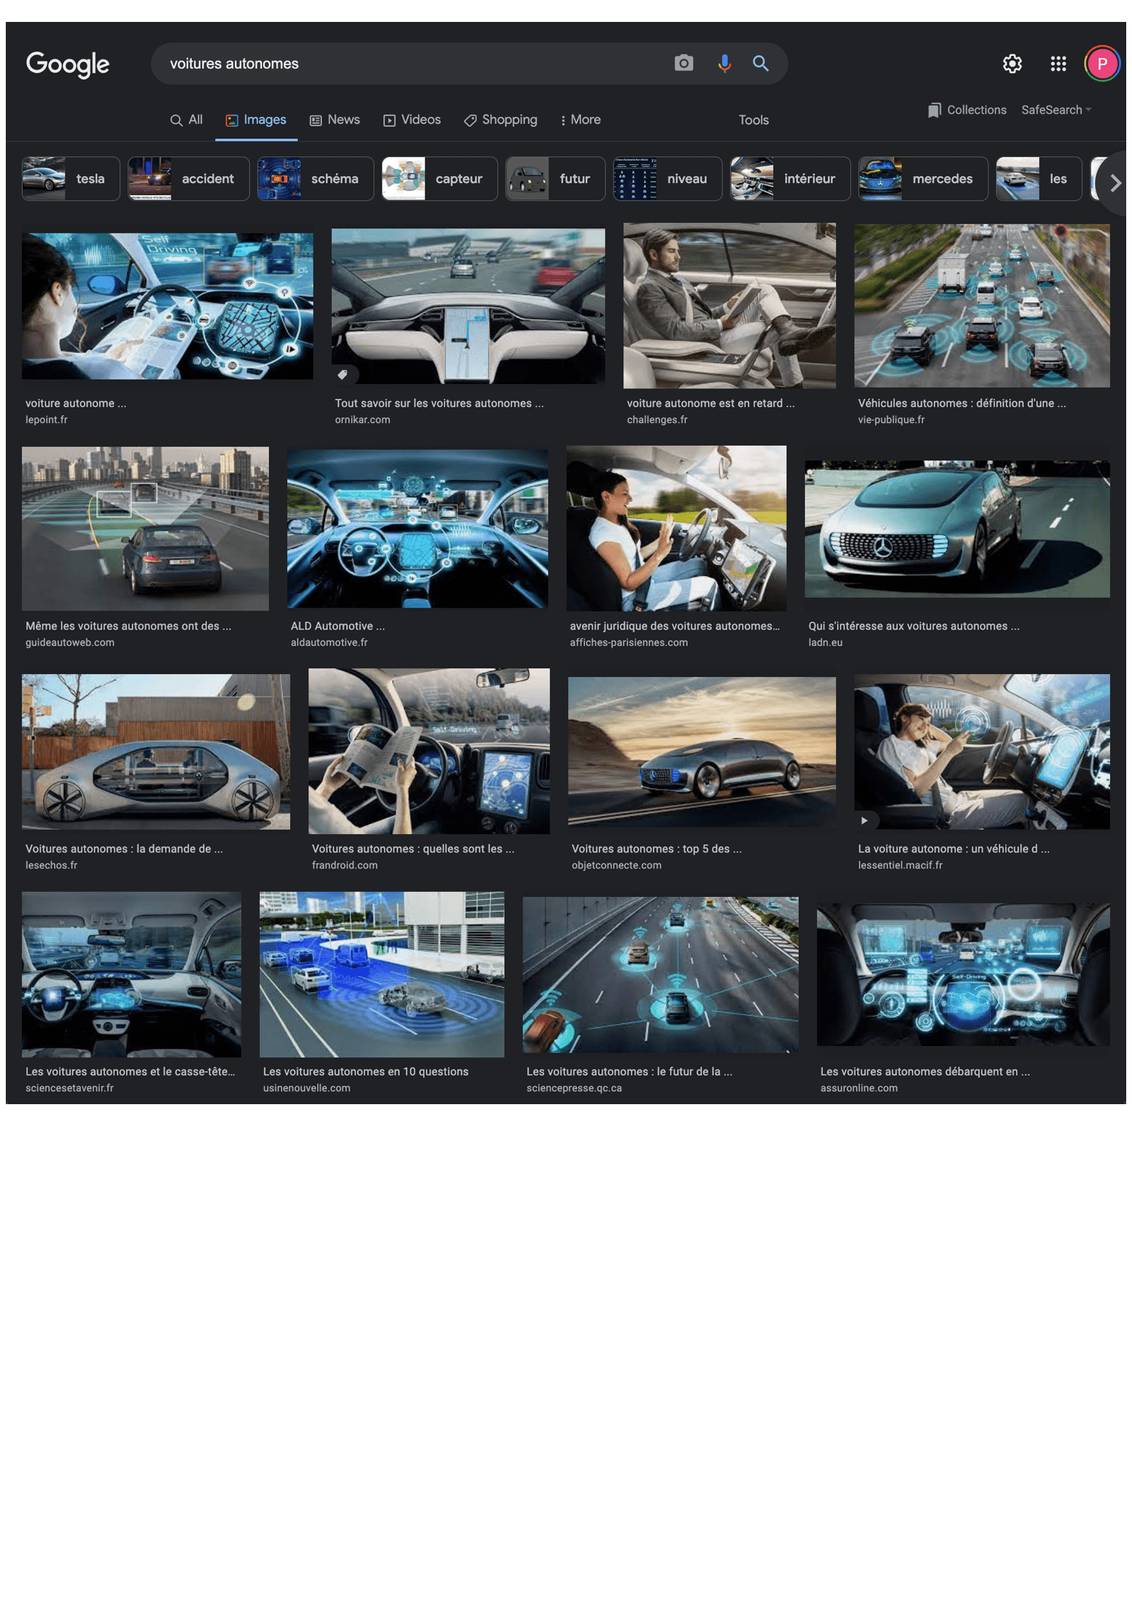 Google
voitures autonomes
P
All Images News Videos Shopping More Tools
Collections SafeSearch
tesla accident schéma capteur futur niveau intérieur mercedes les
Self
Driving
voiture autonome ...
lepoint.fr
Tout savoir sur les voitures autonomes ...
ornikar.com
voiture autonome est en retard ...
challenges.fr
Véhicules autonomes : définition d'une ...
vie-publique.fr
Même les voitures autonomes ont des ...
guideautoweb.com
ALD Automotive ...
aldautomotive.fr
avenir juridique des voitures autonomes...
affiches-parisiennes.com
Qui s'intéresse aux voitures autonomes ...
ladn.eu
Self-Driving
Voitures autonomes : la demande de ...
lesechos.fr
Voitures autonomes : quelles sont les ...
frandroid.com
Voitures autonomes : top 5 des ...
objetconnecte.com
La voiture autonome : un véhicule d ...
lessentiel.macif.fr
Self-Driving
Les voitures autonomes et le casse-tête...
sciencesetavenir.fr
Les voitures autonomes en 10 questions
usinenouvelle.com
Les voitures autonomes : le futur de la ...
sciencepresse.qc.ca
Les voitures autonomes débarquent en ...
assuronline.com